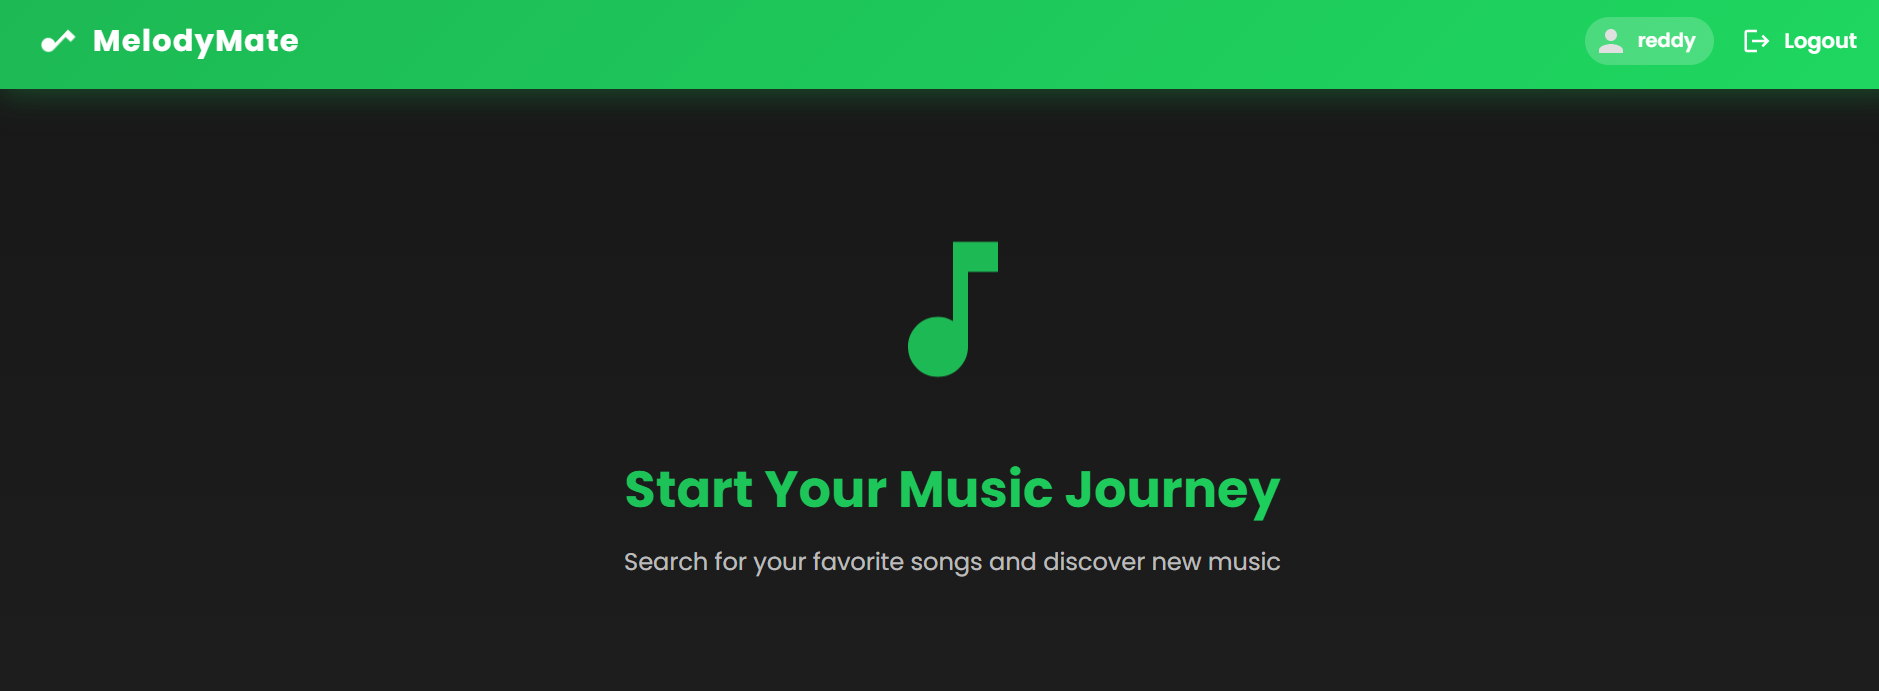 MelodyMate
reddy
Logout
Start Your Music Journey
Search for your favorite songs and discover new music